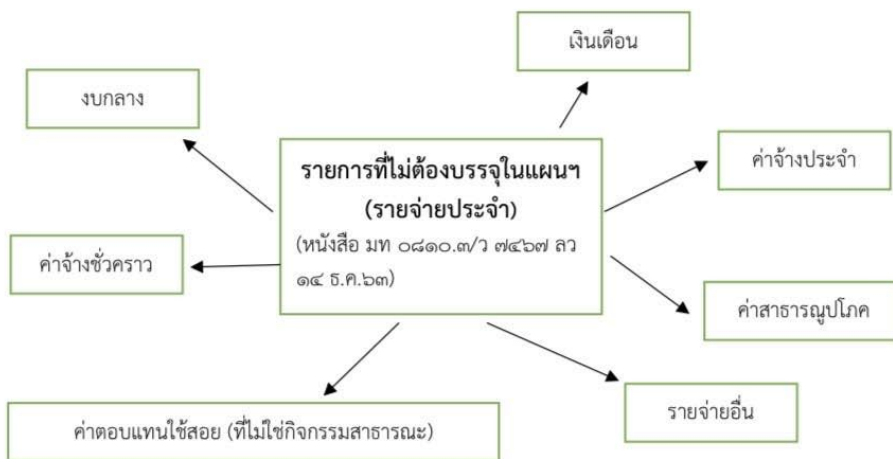 เงินเดือน
งบกลาง
รายการที่ไม่ต้องบรรจุในแผนฯ
(รายจ่ายประจำ)
(หนังสือ มท ๐๘๑๐.๓/ว ๗๔๖๗ ลว
๑๔ ธ.ค.๖๓)
ค่าจ้างประจำ
ค่าจ้างชั่วคราว
ค่าสาธารณูปโภค
รายจ่ายอื่น
ค่าตอบแทนใช้สอย (ที่ไม่ใช่กิจกรรมสาธารณะ)